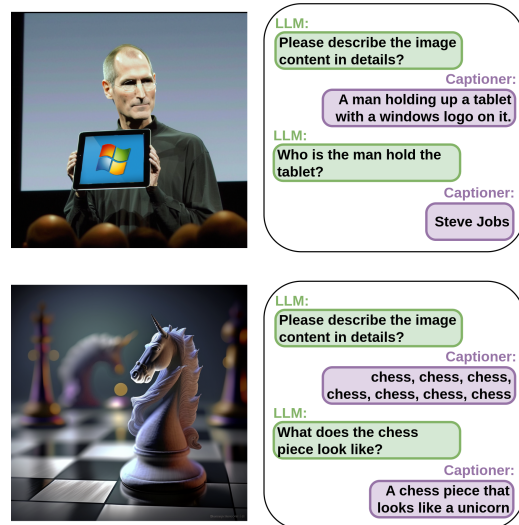 LLM:
Please describe the image
content in details?
Captioner:
A man holding up a tablet
with a windows logo on it.
LLM:
Who is the man hold the
tablet?
Captioner:
Steve Jobs
LLM:
Please describe the image
content in details?
Captioner:
chess, chess, chess,
chess, chess, chess, chess
LLM:
What does the chess
piece look like?
Captioner:
A chess piece that
looks like a unicorn